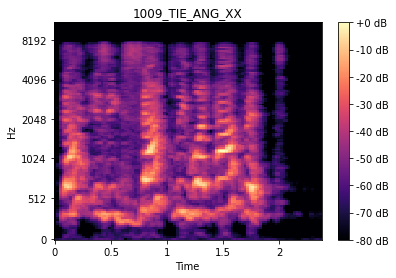 1009_TIE_ANG_XX
+0 dB
8192
-10 dB
4096
-20 dB
-30 dB
2048
Hz
-40 dB
1024
-50 dB
512
-60 dB
-70 dB
0
-80 dB
0 0.5 1 1.5 2
Time